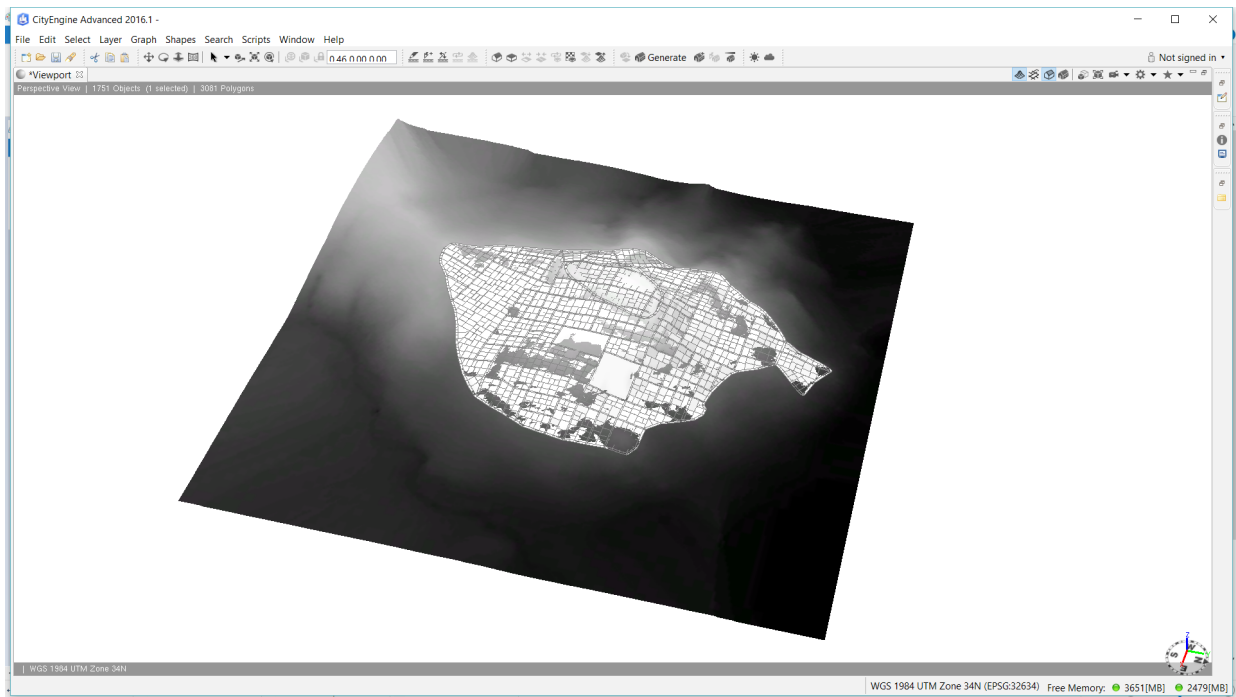 CityEngine Advanced 2016.1 -
File Edit Select Layer Graph Shapes Search Scripts Window Help
Generate
Not signed in
*Viewport
Perspective View | 1751 Objects (1 selected) | 3081 Polygons
Z
S
N
| WGS 1984 UTM Zone 34N
WGS 1984 UTM Zone 34N (EPSG:32634) Free Memory: 3651[MB] 2479[MB]